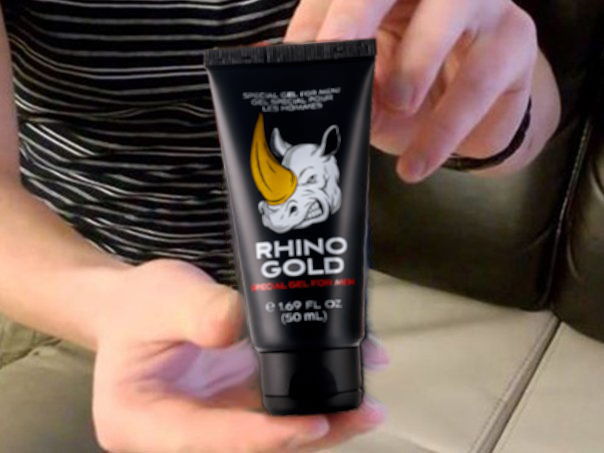 SPECIAL GEL FOR MEN/
GEL SPECIAL POUR
LES HOMMES
RHINO
GOLD
SPECIAL GEL FOR MEN
℮ 1.69 FL OZ
(50 mL)